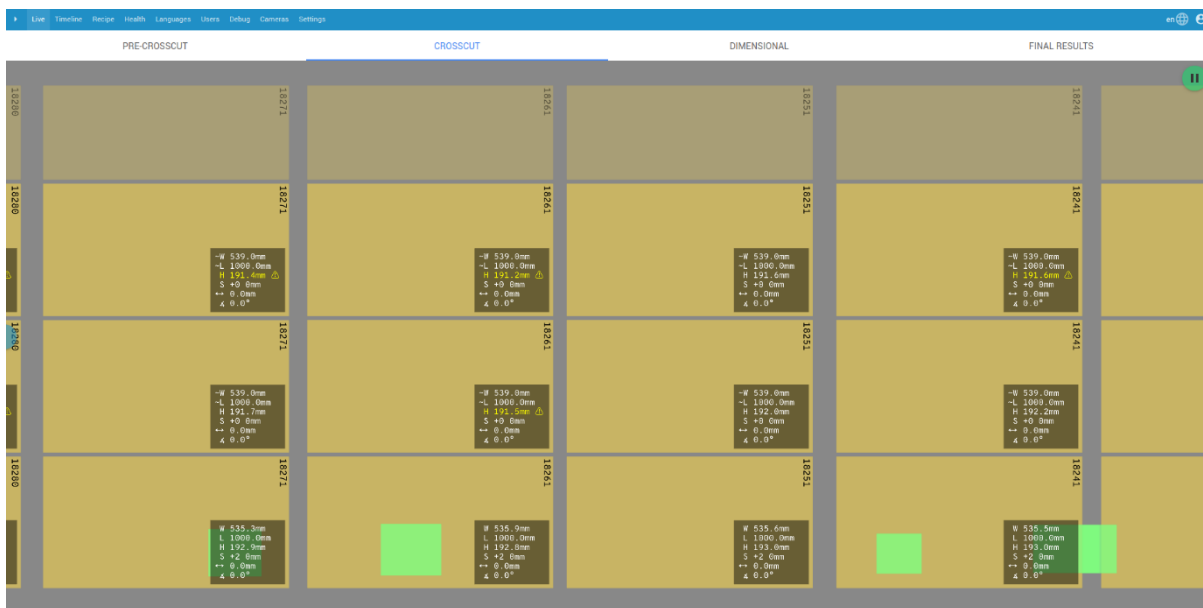 Live Timeline Recipe Health Languages Users Debug Cameras Settings en
PRE-CROSSCUT CROSSCUT DIMENSIONAL FINAL RESULTS
18280 18271 18261 18251 18241
18280 18271 18261 18251 18241
~W 539.0mm ~W 539.0mm ~W 539.0mm ~W 539.0mm
~L 1000.0mm ~L 1000.0mm ~L 1000.0mm ~L 1000.0mm
⚠ H 191.4mm ⚠ H 191.2mm ⚠ H 191.6mm H 191.6mm ⚠
S +0 0mm S +0 0mm S +0 0mm S +0 0mm
↔ 0.0mm ↔ 0.0mm ↔ 0.0mm ↔ 0.0mm
∡ 0.0° ∡ 0.0° ∡ 0.0° ∡ 0.0°
18280 18271 18261 18251 18241
~W 539.0mm ~W 539.0mm ~W 539.0mm ~W 539.0mm
~L 1000.0mm ~L 1000.0mm ~L 1000.0mm ~L 1000.0mm
⚠ H 191.7mm H 191.5mm ⚠ H 192.0mm H 192.2mm
S +0 0mm S +0 0mm S +0 0mm S +0 0mm
↔ 0.0mm ↔ 0.0mm ↔ 0.0mm ↔ 0.0mm
∡ 0.0° ∡ 0.0° ∡ 0.0° ∡ 0.0°
18280 18271 18261 18251 18241
W 535.3mm W 535.9mm W 535.6mm W 535.5mm
L 1000.0mm L 1000.0mm L 1000.0mm L 1000.0mm
H 192.9mm H 192.8mm H 193.0mm H 193.0mm
S +2 0mm S +2 0mm S +2 0mm S +2 0mm
↔ 0.0mm ↔ 0.0mm ↔ 0.0mm ↔ 0.0mm
∡ 0.0° ∡ 0.0° ∡ 0.0° ∡ 0.0°